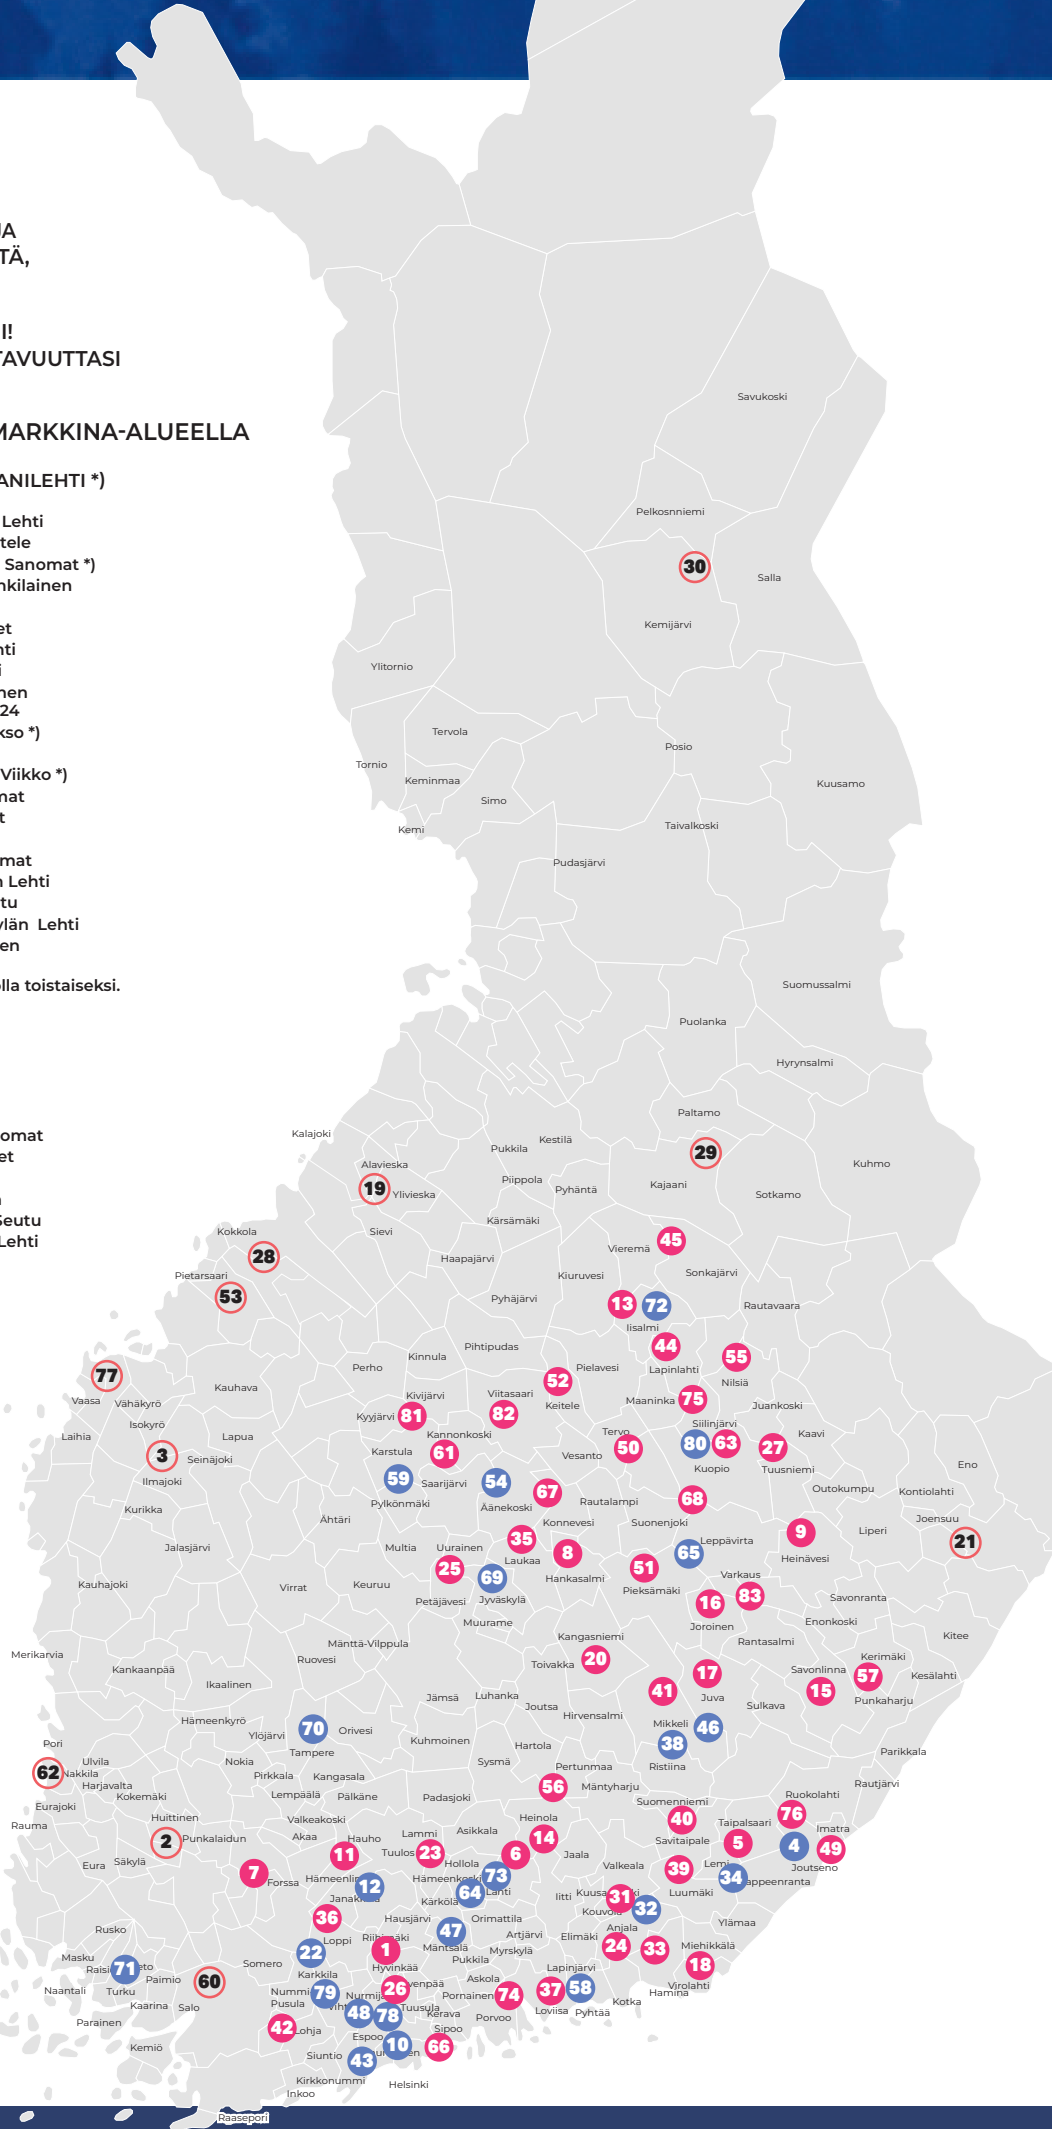 JA
TÄ,
I!
TAVUUTTASI
MARKKINA-ALUEELLA
ANILEHTI *)
Lehti
tele
Sanomat *)
nkilainen
et
hti
i
nen
24
kso *)
Viikko *)
mat
t
mat
n Lehti
tu
ylän Lehti
en
olla toistaiseksi.
omat
et
Seutu
Lehti
Savukoski
Pelkosnniemi
30
Salla
Kemijärvi
Ylitornio
Tervola
Posio
Tornio
Keminmaa
Kuusamo
Simo
Kemi
Taivalkoski
Pudasjärvi
Suomussalmi
Puolanka
Hyrynsalmi
Paltamo
Kalajoki
Kestilä
Pukkila
29
Alavieska
Kuhmo
19
Ylivieska
Piippola
Pyhäntä
Kajaani
Sotkamo
Kärsämäki
Kokkola
Sievi
45
Vieremä
28
Haapajärvi
Pietarsaari
Kiuruvesi
Sonkajärvi
53
Pyhäjärvi
13
72
Rautavaara
Iisalmi
Pihtipudas
44
Kinnula
55
Perho
Pielavesi
Lapinlahti
77
52
Nilsiä
Kauhava
Kivijärvi
Viitasaari
Vaasa
Vähäkyrö
Keitele
Maaninka
75
Juankoski
Kyyjärvi
81
82
Isokyrö
Siilinjärvi
Laihia
Lapua
Kannonkoski
Tervo
Kaavi
3
Seinäjoki
Karstula
61
Vesanto
50
80
63
27
Ilmajoki
59
Saarijärvi
54
Kuopio
Tuusniemi
Eno
67
Outokumpu
Kontiolahti
Kurikka
Pylkönmäki
Äänekoski
Rautalampi
68
Ähtäri
Konnevesi
Suonenjoki
Joensuu
Jalasjärvi
Multia
Uurainen
35
Leppävirta
9
Liperi
21
Laukaa
8
65
Heinävesi
25
69
Hankasalmi
51
Varkaus
Kauhajoki
Virrat
Keuruu
Pieksämäki
83
Savonranta
Petäjävesi
Jyväskylä
16
Muurame
Joroinen
Enonkoski
Mänttä-Vilppula
Kangasniemi
Rantasalmi
Kitee
Merikarvia
Ruovesi
Toivakka
20
Kerimäki
Kankaanpää
17
Savonlinna
57
Kesälahti
Ikaalinen
41
15
Jämsä
Luhanka
Juva
Punkaharju
Joutsa
Sulkava
Hämeenkyrö
Hirvensalmi
Mikkeli
46
Ylöjärvi
70
Orivesi
38
Pori
Kuhmoinen
Hartola
Parikkala
Tampere
Ulvila
Nokia
Sysmä
Pertunmaa
Ristiina
62
Nakkila
Pirkkala
Kangasala
56
Mäntyharju
Rautjärvi
Harjavalta
Kokemäki
Lempäälä
Pälkäne
Padasjoki
Suomenniemi
Ruokolahti
Eurajoki
Huittinen
Valkeakoski
Heinola
40
76
Rauma
Akaa
Hauho
Lammi
Asikkala
Taipalsaari
Imatra
2
Punkalaidun
14
Savitaipale
5
4
49
11
Tuulos
23
6
Jaala
Eura
Säkylä
Hollola
Valkeala
39
Lemi
Joutseno
7
Forssa
12
73
34
64
Iitti
31
Luumäki
32
Kärkölä
Kouvola
36
Hausjärvi
Orimattila
Ylämaa
Rusko
47
Anjala
Loppi
Artjärvi
Elimäki
24
33
Miehikkälä
Masku
22
1
Mäntsälä
Myrskylä
Somero
Pukkila
18
71
Karkkila
Hyvinkää
Lapinjärvi
Paimio
60
Askola
Virolahti
Naantali
Turku
79
26
Pornainen
74
37
58
Hamina
Kaarina
Salo
Pusula
48
78
Tuusula
Kotka
Kerava
Porvoo
Loviisa
Pyhtää
Parainen
42
Lohja
Sipoo
Espoo
10
66
Kemiö
Siuntio
43
Kirkkonummi
Helsinki
Inkoo
Raasepori